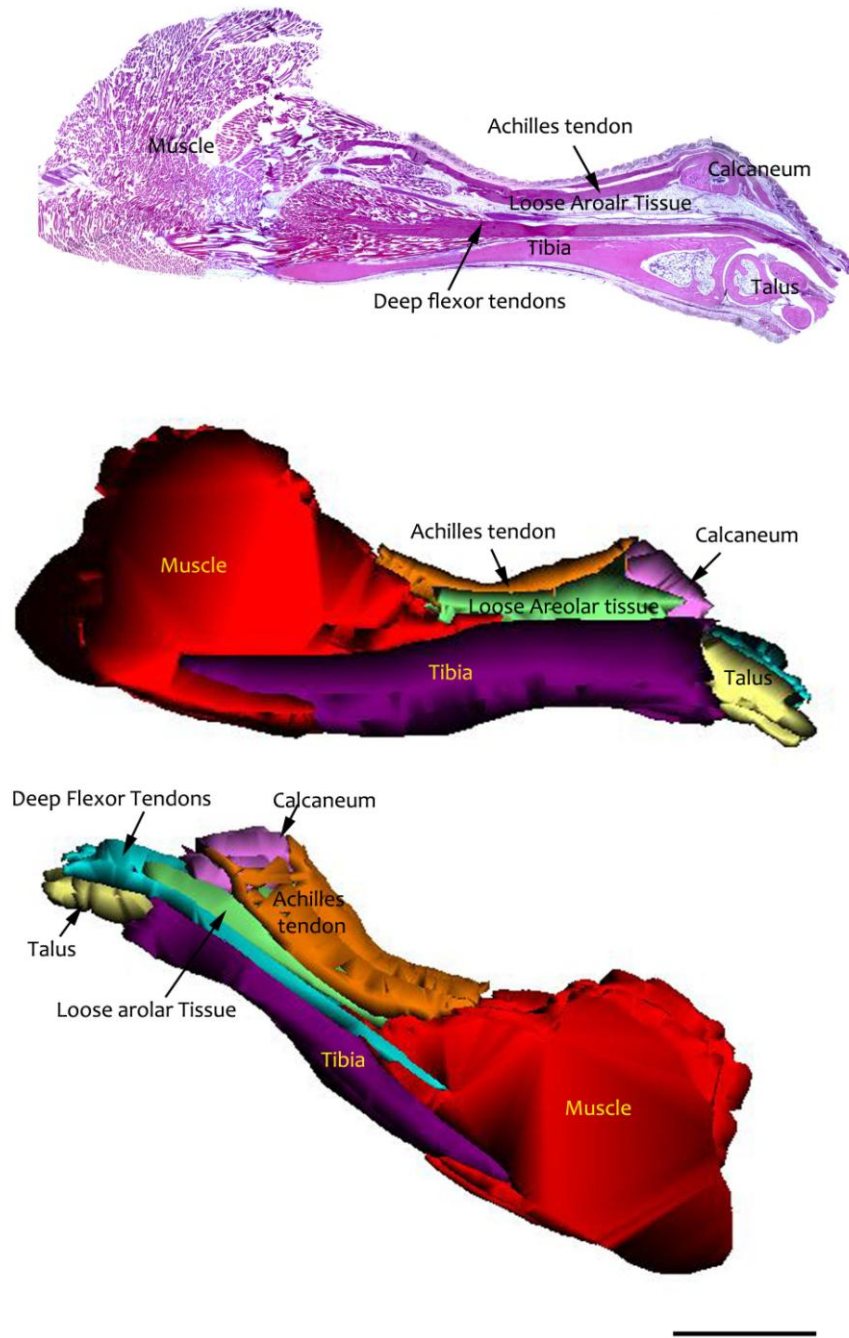 Achilles tendon
Muscle
Calcaneum
Loose Aroalr Tissue
Tibia
Talus
Deep flexor tendons
Achilles tendon
Calcaneum
Muscle
Loose Areolar tissue
Tibia
Talus
Deep Flexor Tendons
Calcaneum
Achilles
tendon
Talus
Loose arolar Tissue
Tibia
Muscle